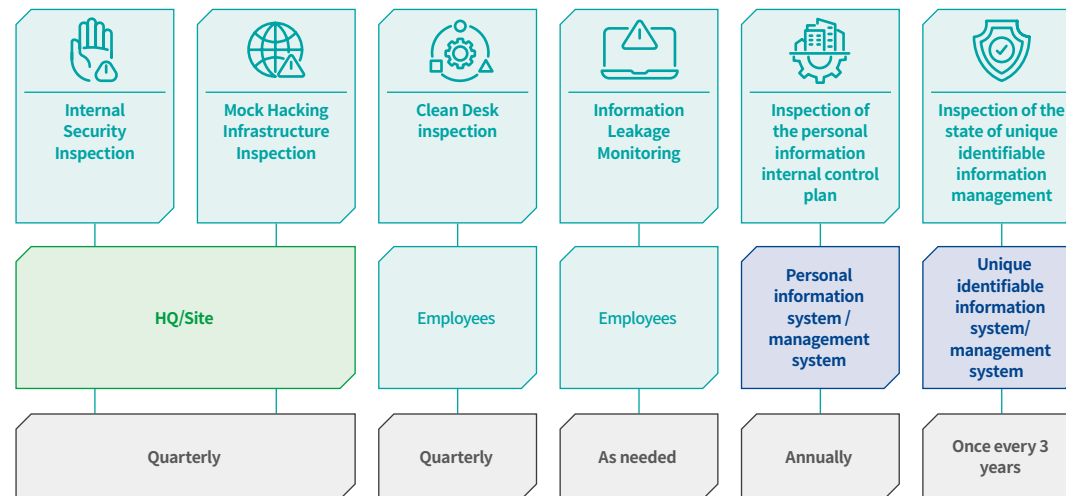 Internal
Security
Inspection
Mock Hacking
Infrastructure
Inspection
Clean Desk
inspection
Information
Leakage
Monitoring
Inspection of
the personal
information
internal control
plan
Inspection of the
state of unique
identifiable
information
management
HQ/Site
Employees
Employees
Personal
information
system /
management
system
Unique
identifiable
information
system/
management
system
Quarterly
Quarterly
As needed
Annually
Once every 3
years